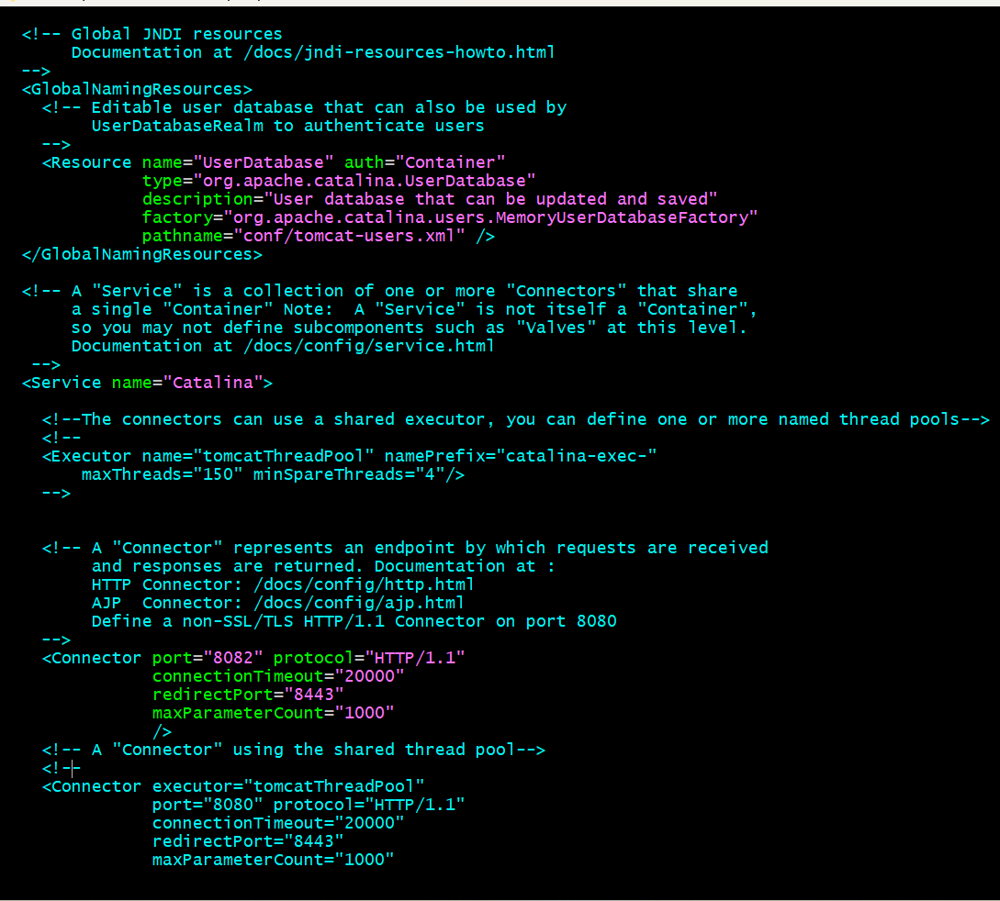 <!-- Global JNDI resources
     Documentation at /docs/jndi-resources-howto.html
-->
<GlobalNamingResources>
  <!-- Editable user database that can also be used by
       UserDatabaseRealm to authenticate users
  -->
  <Resource name="UserDatabase" auth="Container"
            type="org.apache.catalina.UserDatabase"
            description="User database that can be updated and saved"
            factory="org.apache.catalina.users.MemoryUserDatabaseFactory"
            pathname="conf/tomcat-users.xml" />
</GlobalNamingResources>

<!-- A "Service" is a collection of one or more "Connectors" that share
     a single "Container" Note:  A "Service" is not itself a "Container",
     so you may not define subcomponents such as "Valves" at this level.
     Documentation at /docs/config/service.html
 -->
<Service name="Catalina">

  <!--The connectors can use a shared executor, you can define one or more named thread pools-->
  <!--
  <Executor name="tomcatThreadPool" namePrefix="catalina-exec-"
      maxThreads="150" minSpareThreads="4"/>
  -->

  <!-- A "Connector" represents an endpoint by which requests are received
       and responses are returned. Documentation at :
       HTTP Connector: /docs/config/http.html
       AJP  Connector: /docs/config/ajp.html
       Define a non-SSL/TLS HTTP/1.1 Connector on port 8080
  -->
  <Connector port="8082" protocol="HTTP/1.1"
             connectionTimeout="20000"
             redirectPort="8443"
             maxParameterCount="1000"
             />
  <!-- A "Connector" using the shared thread pool-->
  <!--
  <Connector executor="tomcatThreadPool"
             port="8080" protocol="HTTP/1.1"
             connectionTimeout="20000"
             redirectPort="8443"
             maxParameterCount="1000"